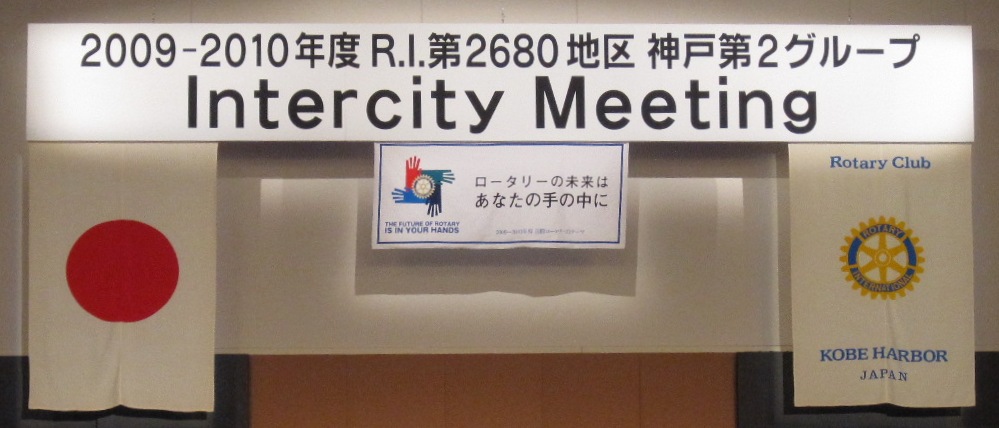 2009-2010年度 R.I.第2680地区 神戸第2グループ
Intercity Meeting
ロータリーの未来は
あなたの手の中に
THE FUTURE OF ROTARY
IS IN YOUR HANDS
Rotary Club
ROTARY
INTERNATIONAL
KOBE HARBOR
JAPAN